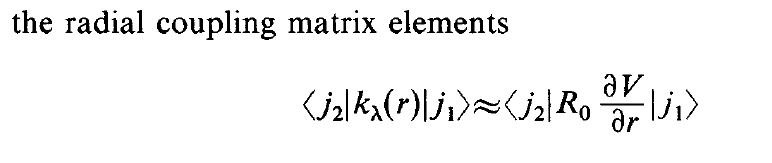 the radial coupling matrix elements
⟨j₂|k_λ(r)|j₁⟩≈⟨j₂|R₀ ∂V/∂r |j₁⟩